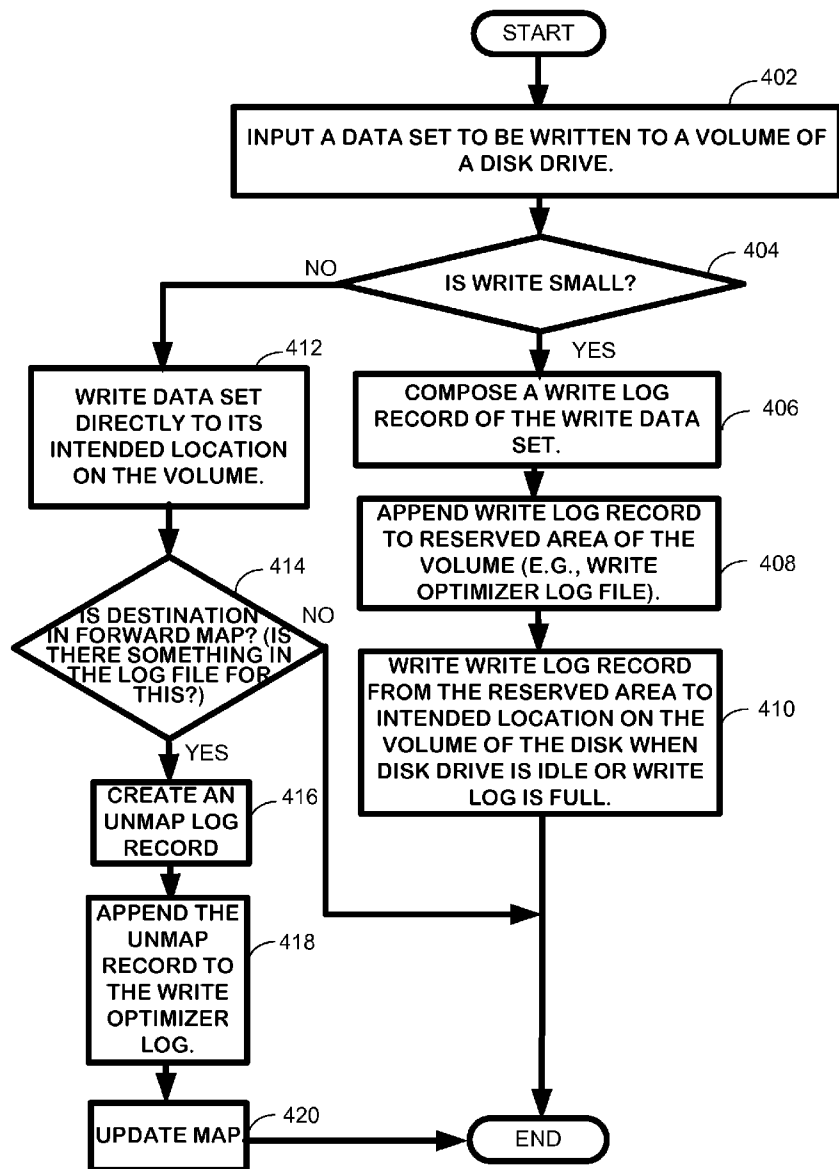 START
402
INPUT A DATA SET TO BE WRITTEN TO A VOLUME OF
A DISK DRIVE.
404
NO
IS WRITE SMALL?
YES
412
WRITE DATA SET
DIRECTLY TO ITS
INTENDED LOCATION
ON THE VOLUME.
COMPOSE A WRITE LOG
RECORD OF THE WRITE DATA
SET.
406
APPEND WRITE LOG RECORD
TO RESERVED AREA OF THE
VOLUME (E.G., WRITE
OPTIMIZER LOG FILE).
408
414
NO
IS DESTINATION
IN FORWARD MAP? (IS
THERE SOMETHING IN
THE LOG FILE FOR
THIS?)
YES
WRITE WRITE LOG RECORD
FROM THE RESERVED AREA TO
INTENDED LOCATION ON THE
VOLUME OF THE DISK WHEN
DISK DRIVE IS IDLE OR WRITE
LOG IS FULL.
410
CREATE AN
UNMAP LOG
RECORD
416
APPEND THE
UNMAP
RECORD TO
THE WRITE
OPTIMIZER
LOG.
418
UPDATE MAP.
420
END